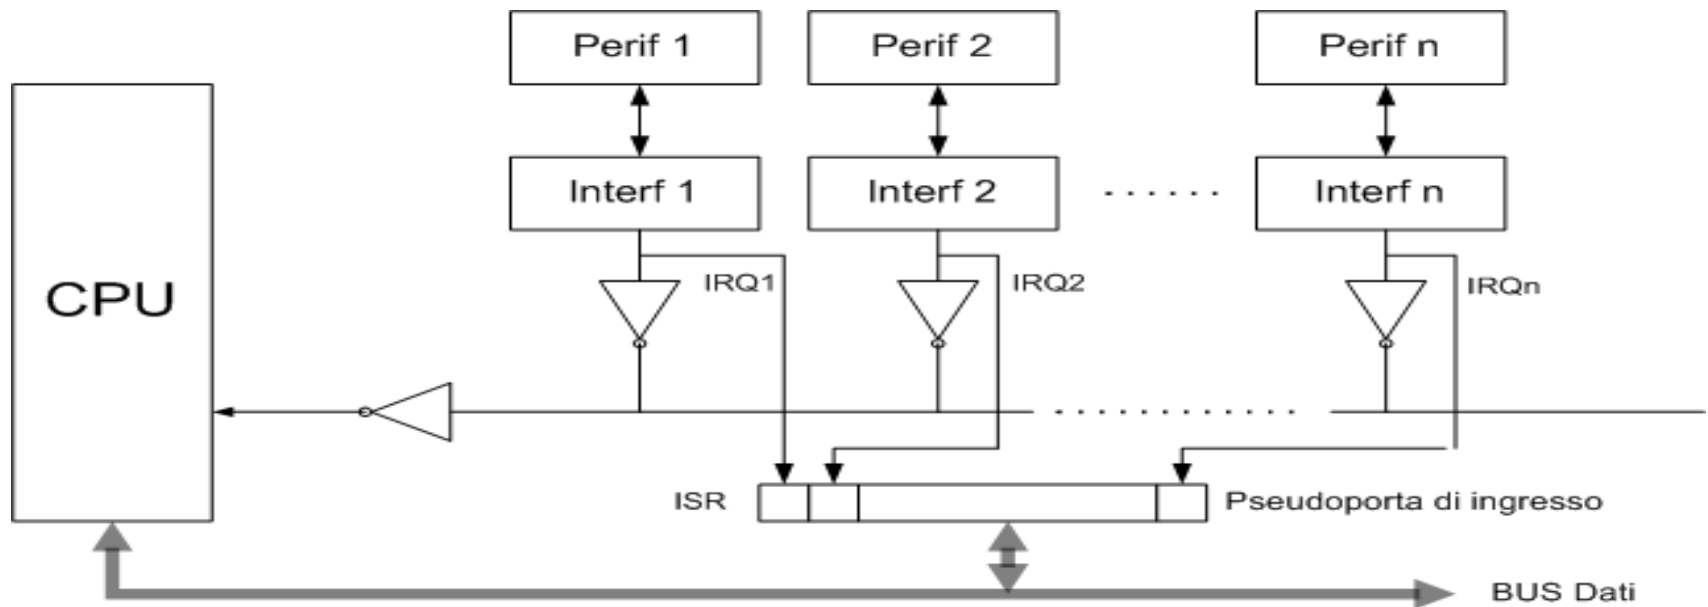 Perif 1
Perif 2
Perif n
Interf 1
Interf 2
Interf n
CPU
IRQ1
IRQ2
IRQn
ISR
Pseudoporta di ingresso
BUS Dati